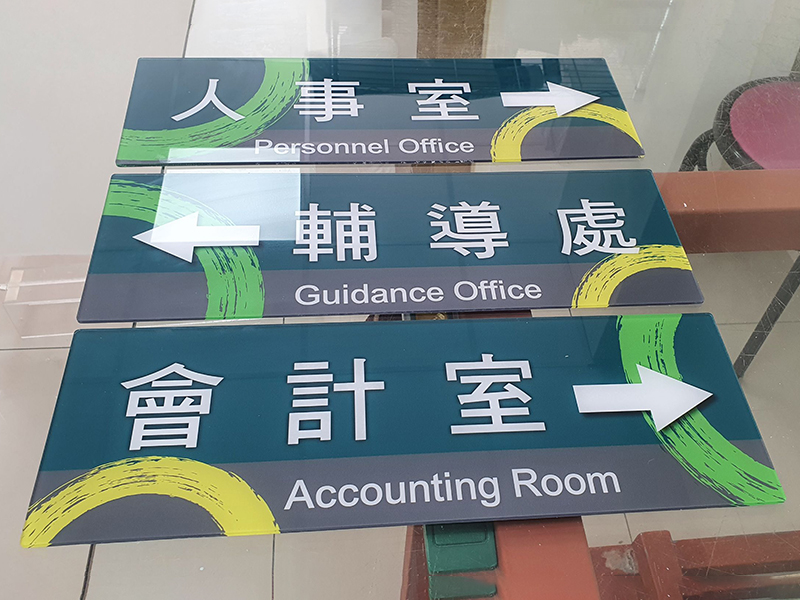 人事室
Personnel Office
輔導處
Guidance Office
會計室
Accounting Room